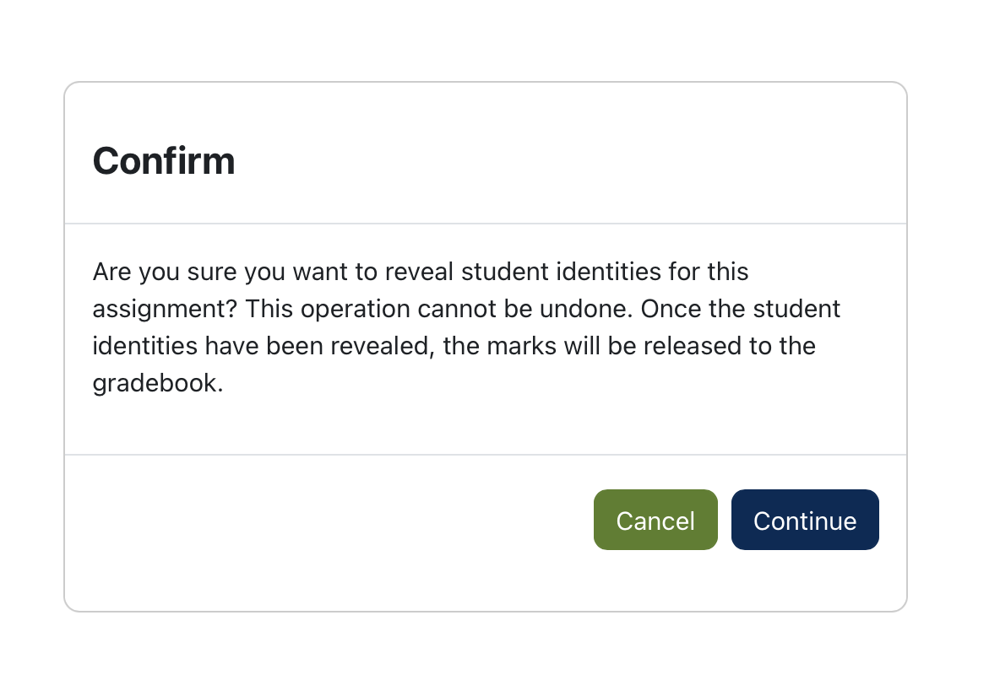 Confirm
Are you sure you want to reveal student identities for this
assignment? This operation cannot be undone. Once the student
identities have been revealed, the marks will be released to the
gradebook.
Cancel Continue